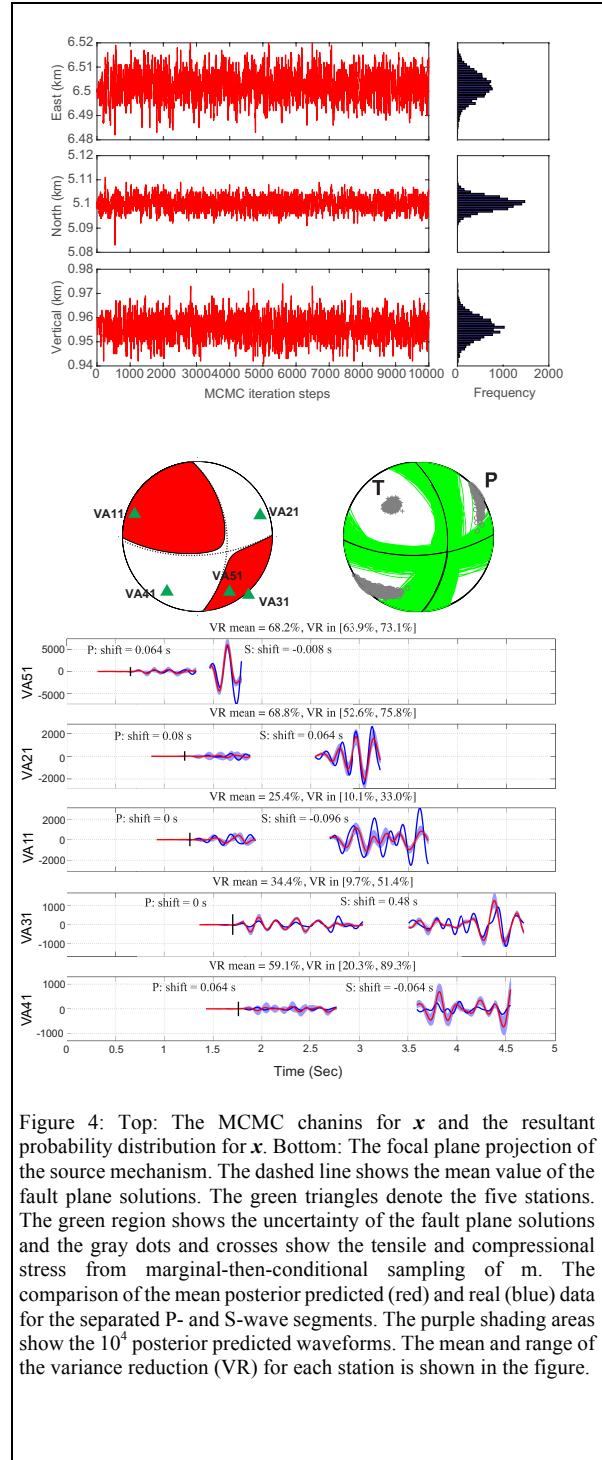 6.52
6.51
6.5
6.49
6.48
East (km)
5.12
5.11
5.1
5.09
5.08
North (km)
0.98
0.97
0.96
0.95
0.94
Vertical (km)
0 1000 2000 3000 4000 5000 6000 7000 8000 9000 10000
MCMC iteration steps
0 1000 2000
Frequency
VA11
VA21
VA41
VA51
VA31
T
P
VR mean = 68.2%, VR in [63.9%, 73.1%]
P: shift = 0.064 s S: shift = -0.008 s
5000
0
-5000
VA51
VR mean = 68.8%, VR in [52.6%, 75.8%]
P: shift = 0.08 s S: shift = 0.064 s
2000
0
-2000
VA21
VR mean = 25.4%, VR in [10.1%, 33.0%]
P: shift = 0 s S: shift = -0.096 s
2000
0
-2000
VA11
VR mean = 34.4%, VR in [9.7%, 51.4%]
P: shift = 0 s S: shift = 0.48 s
1000
0
-1000
VA31
VR mean = 59.1%, VR in [20.3%, 89.3%]
P: shift = 0.064 s S: shift = -0.064 s
1000
0
-1000
VA41
0 0.5 1 1.5 2 2.5 3 3.5 4 4.5 5
Time (Sec)
Figure 4: Top: The MCMC chanins for x and the resultant
probability distribution for x. Bottom: The focal plane projection of
the source mechanism. The dashed line shows the mean value of the
fault plane solutions. The green triangles denote the five stations.
The green region shows the uncertainty of the fault plane solutions
and the gray dots and crosses show the tensile and compressional
stress from marginal-then-conditional sampling of m. The
comparison of the mean posterior predicted (red) and real (blue) data
for the separated P- and S-wave segments. The purple shading areas
show the 10⁴ posterior predicted waveforms. The mean and range of
the variance reduction (VR) for each station is shown in the figure.